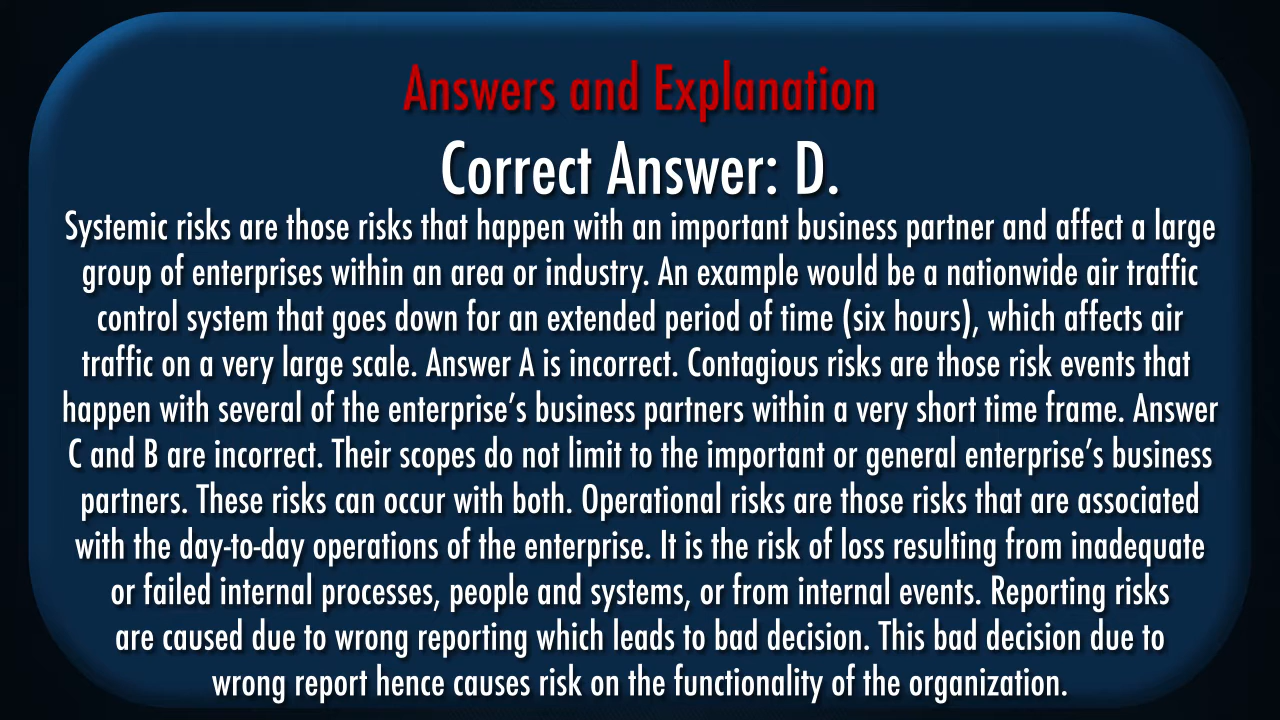 Answers and Explanation
Correct Answer: D.
Systemic risks are those risks that happen with an important business partner and affect a large
group of enterprises within an area or industry. An example would be a nationwide air traffic
control system that goes down for an extended period of time (six hours), which affects air
traffic on a very large scale. Answer A is incorrect. Contagious risks are those risk events that
happen with several of the enterprise's business partners within a very short time frame. Answer
C and B are incorrect. Their scopes do not limit to the important or general enterprise's business
partners. These risks can occur with both. Operational risks are those risks that are associated
with the day-to-day operations of the enterprise. It is the risk of loss resulting from inadequate
or failed internal processes, people and systems, or from internal events. Reporting risks
are caused due to wrong reporting which leads to bad decision. This bad decision due to
wrong report hence causes risk on the functionality of the organization.